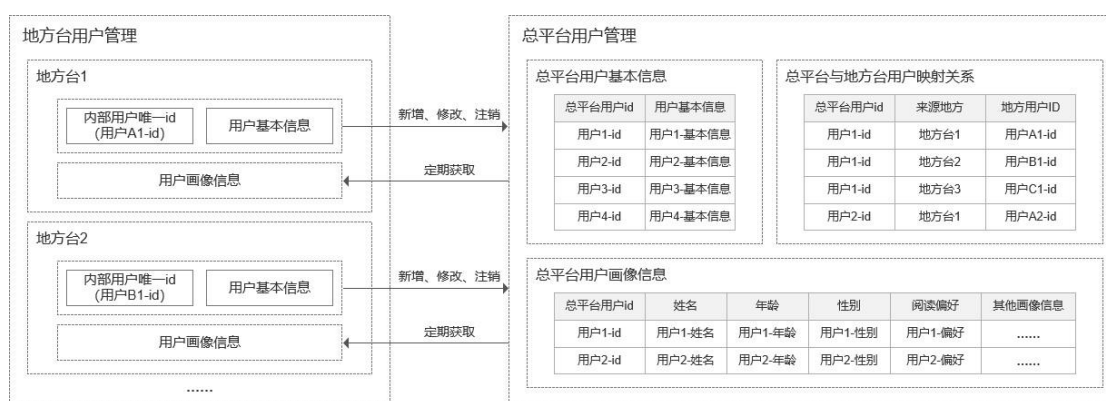 地方台用户管理
地方台1
内部用户唯一id
(用户A1-id)
用户基本信息
用户画像信息
地方台2
内部用户唯一id
(用户B1-id)
用户基本信息
用户画像信息
......
新增、修改、注销
定期获取
新增、修改、注销
定期获取
总平台用户管理
总平台用户基本信息
总平台用户id 用户基本信息
用户1-id 用户1-基本信息
用户2-id 用户2-基本信息
用户3-id 用户3-基本信息
用户4-id 用户4-基本信息
总平台与地方台用户映射关系
总平台用户id 来源地方 地方用户ID
用户1-id 地方台1 用户A1-id
用户1-id 地方台2 用户B1-id
用户1-id 地方台3 用户C1-id
用户2-id 地方台1 用户A2-id
总平台用户画像信息
总平台用户id 姓名 年龄 性别 阅读偏好 其他画像信息
用户1-id 用户1-姓名 用户1-年龄 用户1-性别 用户1-偏好 ......
用户2-id 用户2-姓名 用户2-年龄 用户2-性别 用户2-偏好 ......